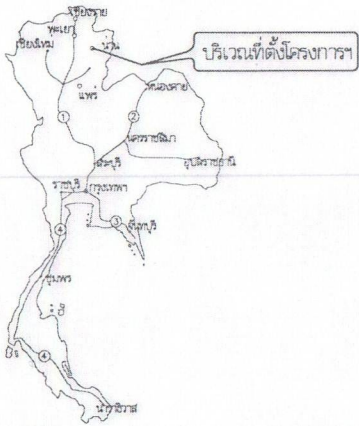 เชียงราย
พะเยา
เชียงใหม่
น่าน
บริเวณที่ตั้งโครงการฯ
แพร่
หนองคาย
1
2
นครราชสีมา
สระบุรี
อุบลราชธานี
ราชบุรี
กรุงเทพฯ
3
จันทบุรี
4
ชุมพร
4
นราธิวาส